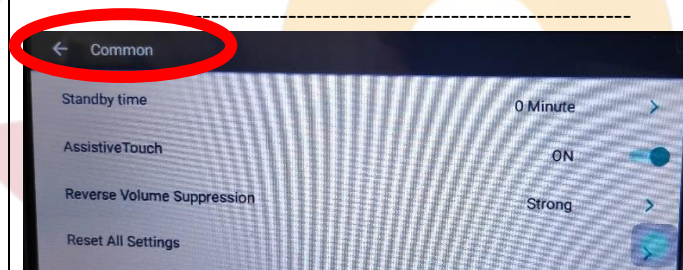 ← Common
Standby time 0 Minute >
AssistiveTouch ON
Reverse Volume Suppression Strong >
Reset All Settings >